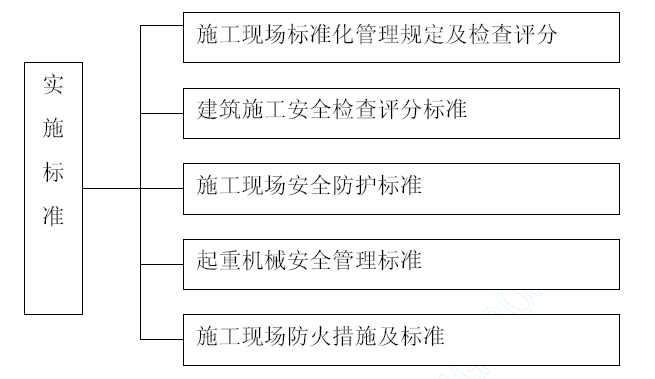 实施标准
施工现场标准化管理规定及检查评分
建筑施工安全检查评分标准
施工现场安全防护标准
起重机械安全管理标准
施工现场防火措施及标准